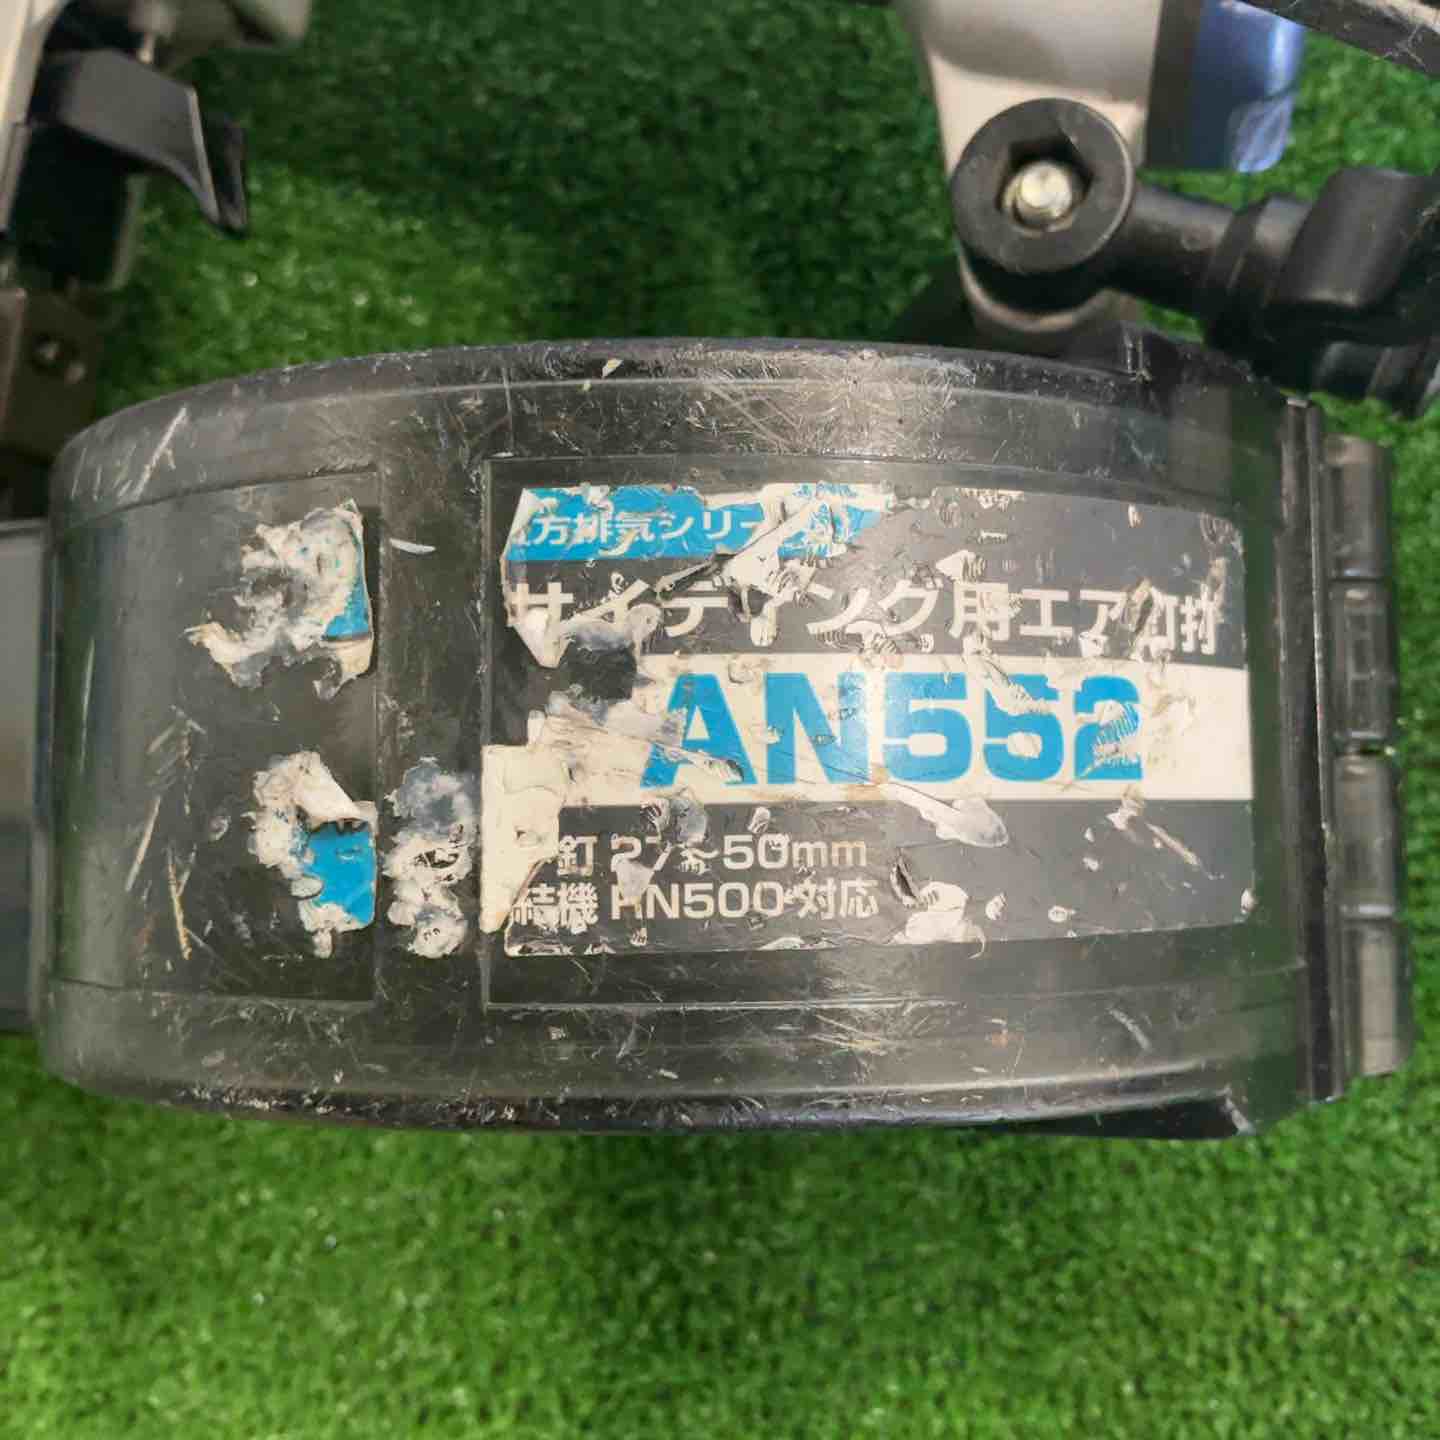 方排気シリー
サイディング用エア釘打
AN552
釘 27~50mm
結機 HN500 対応